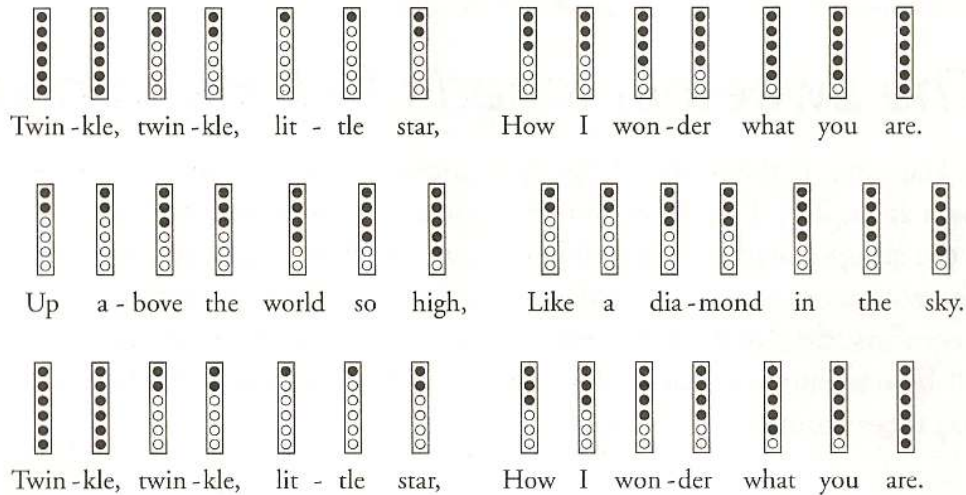 Twin - kle, twin - kle, lit - tle star, How I won - der what you are.
Up a - bove the world so high, Like a dia - mond in the sky.
Twin - kle, twin - kle, lit - tle star, How I won - der what you are.